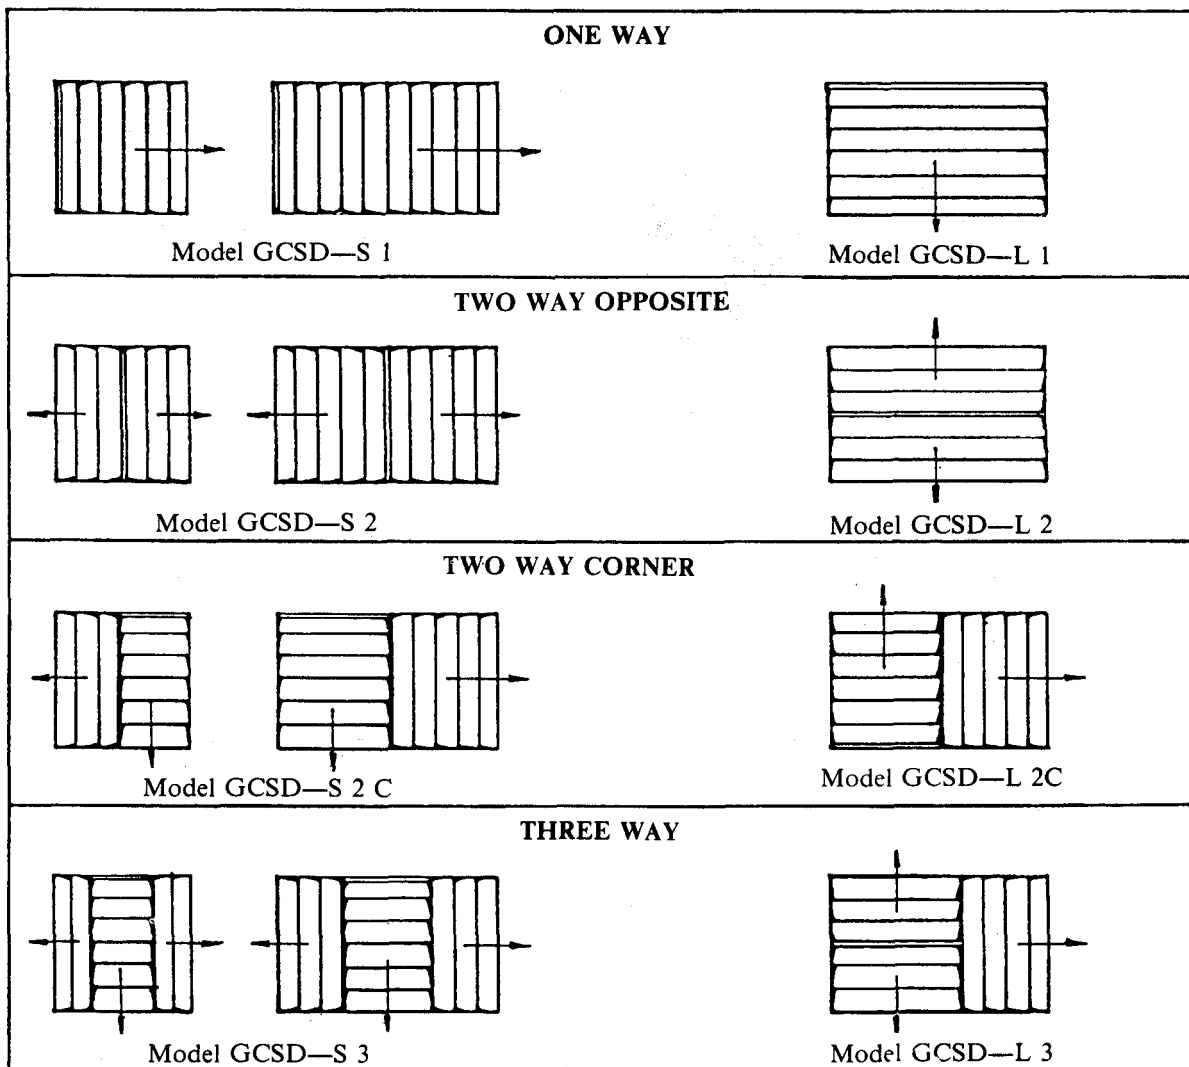 ONE WAY
Model GCSD—S 1
Model GCSD—L 1
TWO WAY OPPOSITE
Model GCSD—S 2
Model GCSD—L 2
TWO WAY CORNER
Model GCSD—S 2 C
Model GCSD—L 2C
THREE WAY
Model GCSD—S 3
Model GCSD—L 3